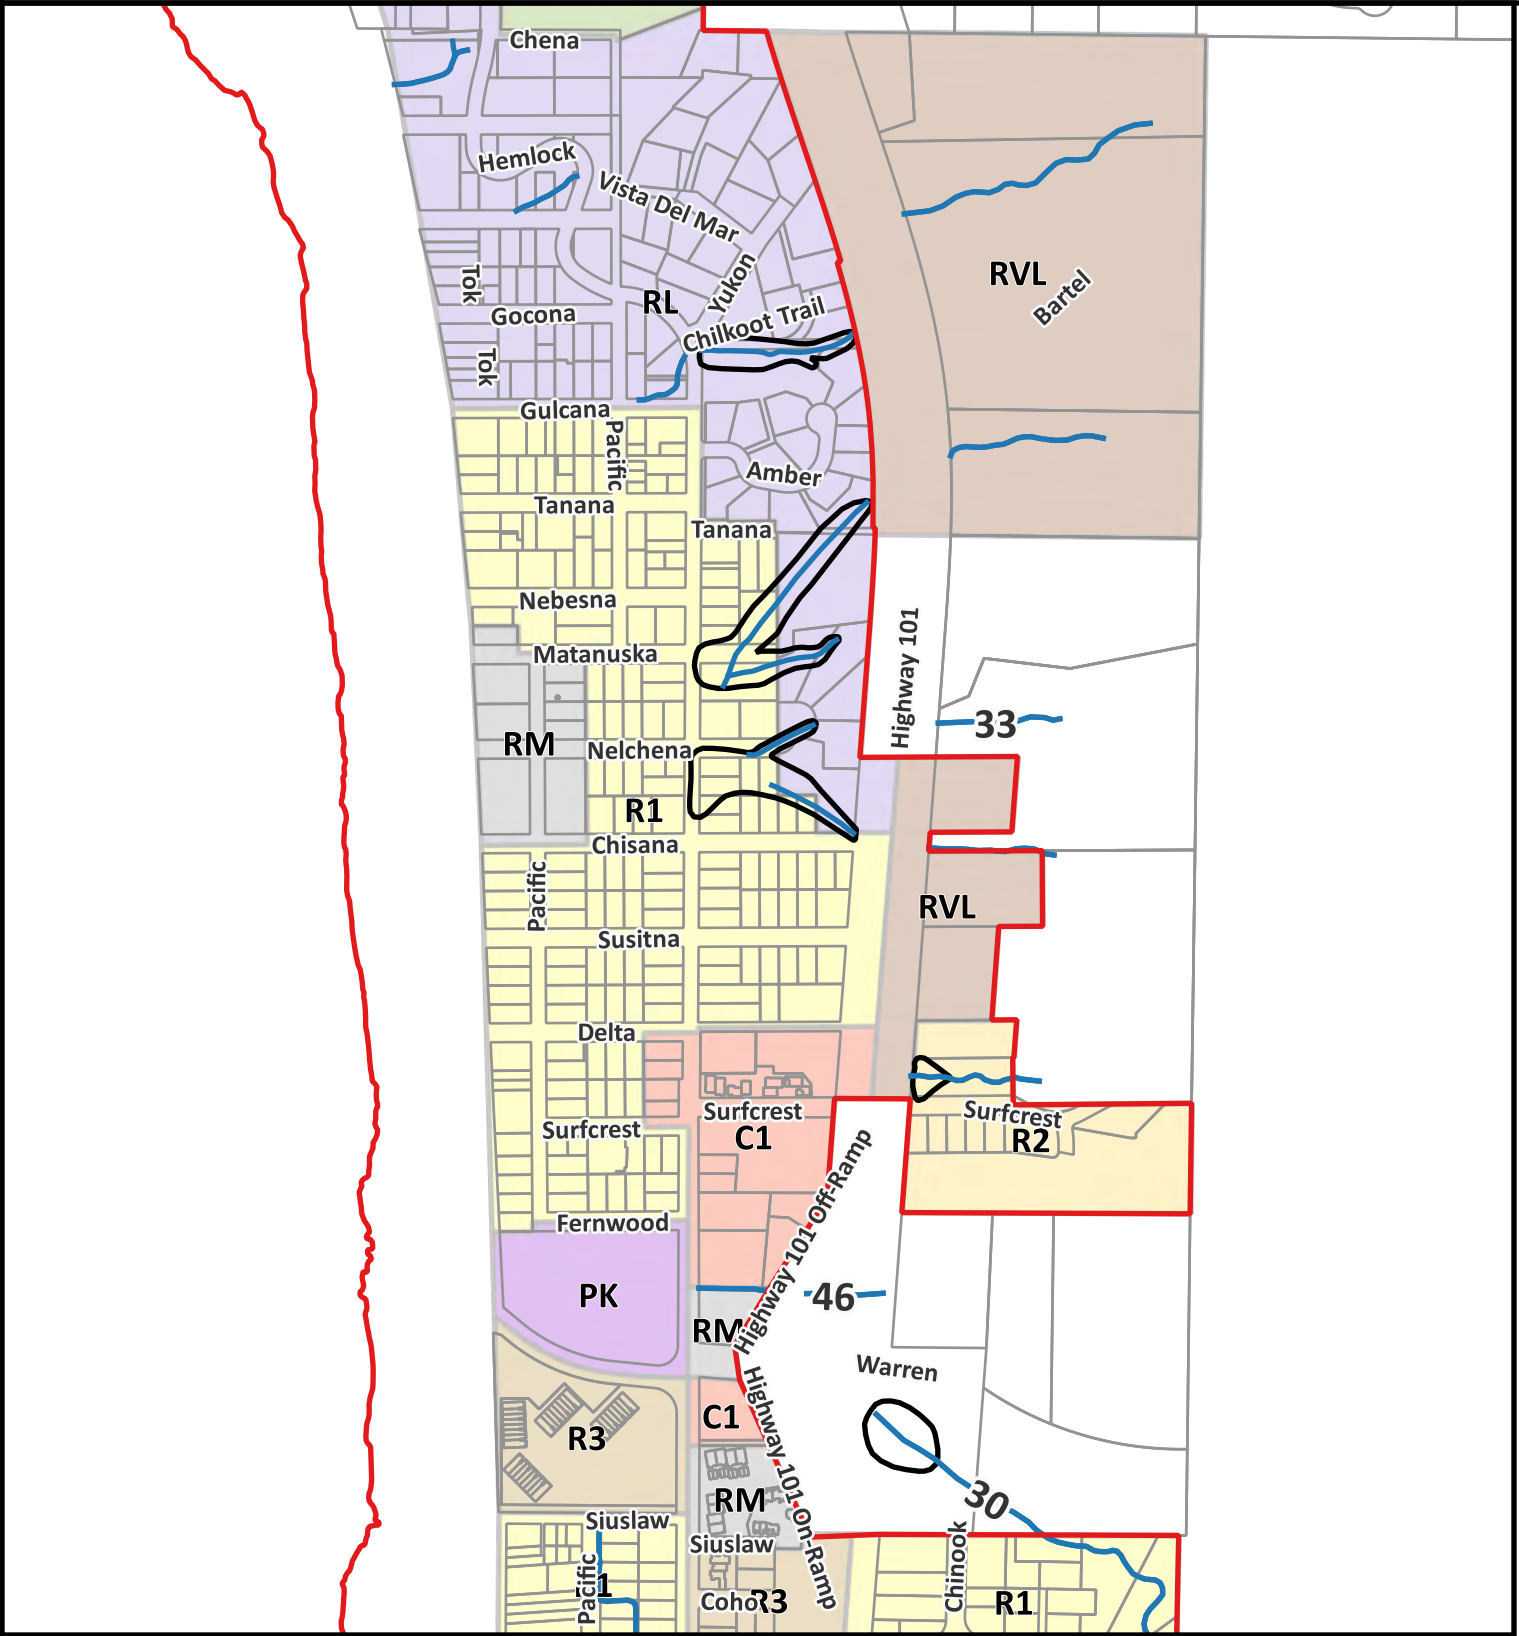 Chena
Hemlock
Vista Del Mar
Tok
RL
Yukon
RVL
Bartel
Gocona
Chilkoot Trail
Tok
Gulcana
Pacific
Amber
Tanana
Tanana
Nebesna
Matanuska
Highway 101
33
RM
Nelchena
R1
Chisana
Pacific
RVL
Susitna
Delta
Surfcrest
Surfcrest
Surfcrest
C1
R2
Highway 101 Off-Ramp
Fernwood
PK
46
RM
Warren
Highway 101 On-Ramp
C1
R3
RM
30
Siuslaw
Siuslaw
Chinook
Pacific
1
Coho
R3
R1